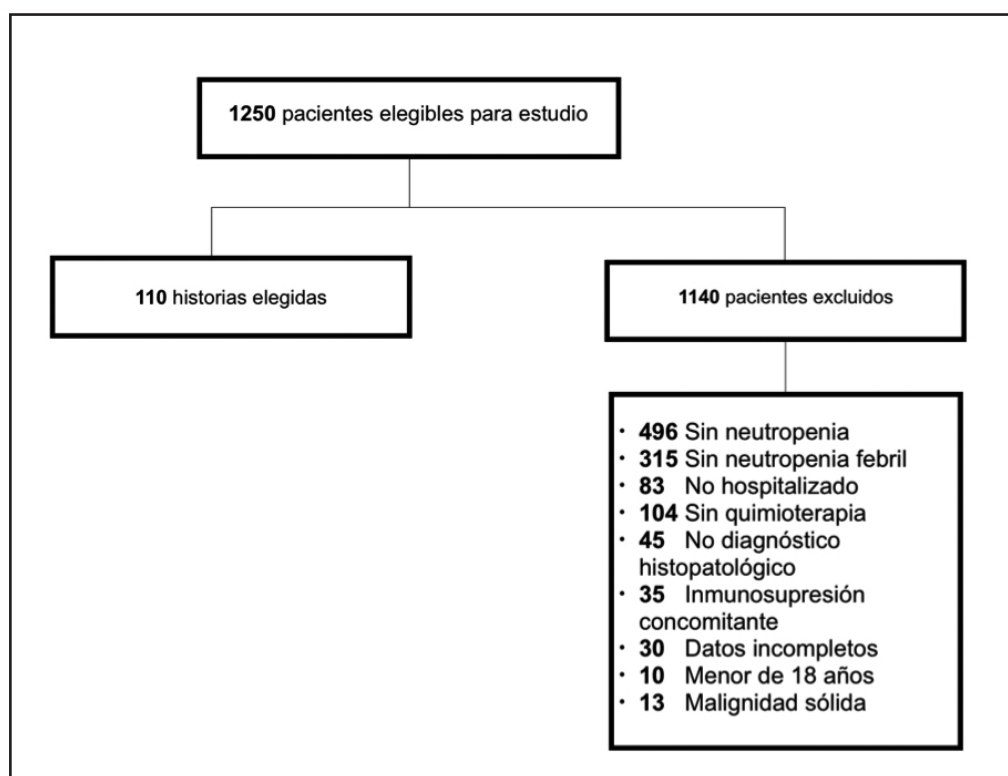 1250 pacientes elegibles para estudio
110 historias elegidas
1140 pacientes excluidos
· 496 Sin neutropenia
· 315 Sin neutropenia febril
· 83 No hospitalizado
· 104 Sin quimioterapia
· 45 No diagnóstico
histopatológico
· 35 Inmunosupresión
concomitante
· 30 Datos incompletos
· 10 Menor de 18 años
· 13 Malignidad sólida